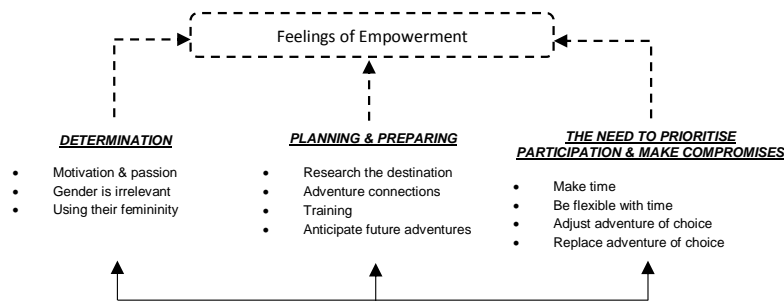 Feelings of Empowerment
DETERMINATION
• Motivation & passion
• Gender is irrelevant
• Using their femininity
PLANNING & PREPARING
• Research the destination
• Adventure connections
• Training
• Anticipate future adventures
THE NEED TO PRIORITISE
PARTICIPATION & MAKE COMPROMISES
• Make time
• Be flexible with time
• Adjust adventure of choice
• Replace adventure of choice